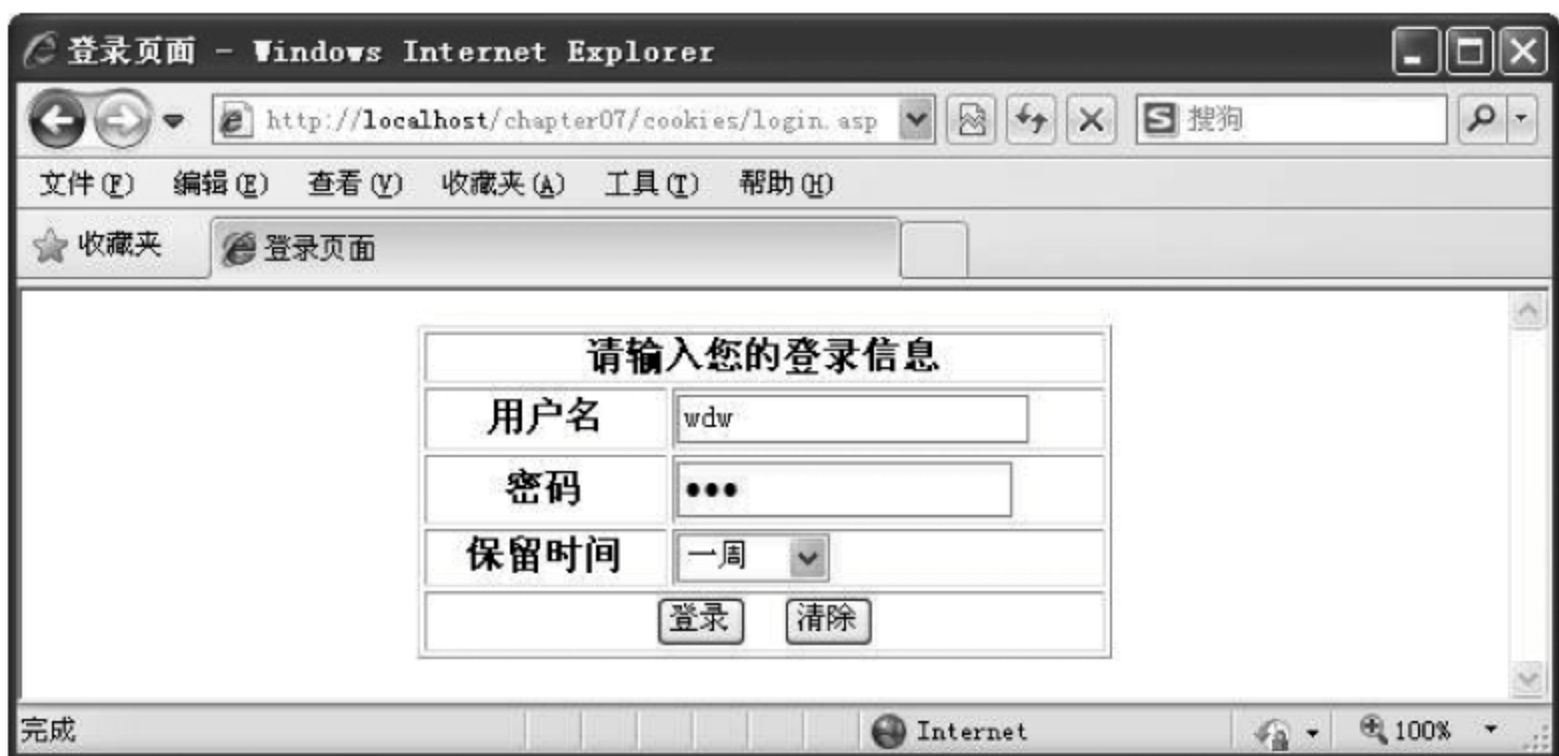 登录页面 - Windows Internet Explorer
http://localhost/chapter07/cookies/login.asp
搜狗
文件(F) 编辑(E) 查看(V) 收藏夹(A) 工具(T) 帮助(H)
收藏夹 登录页面
请输入您的登录信息
用户名 wdw
密码 •••
保留时间 一周
登录 清除
完成 Internet 100%